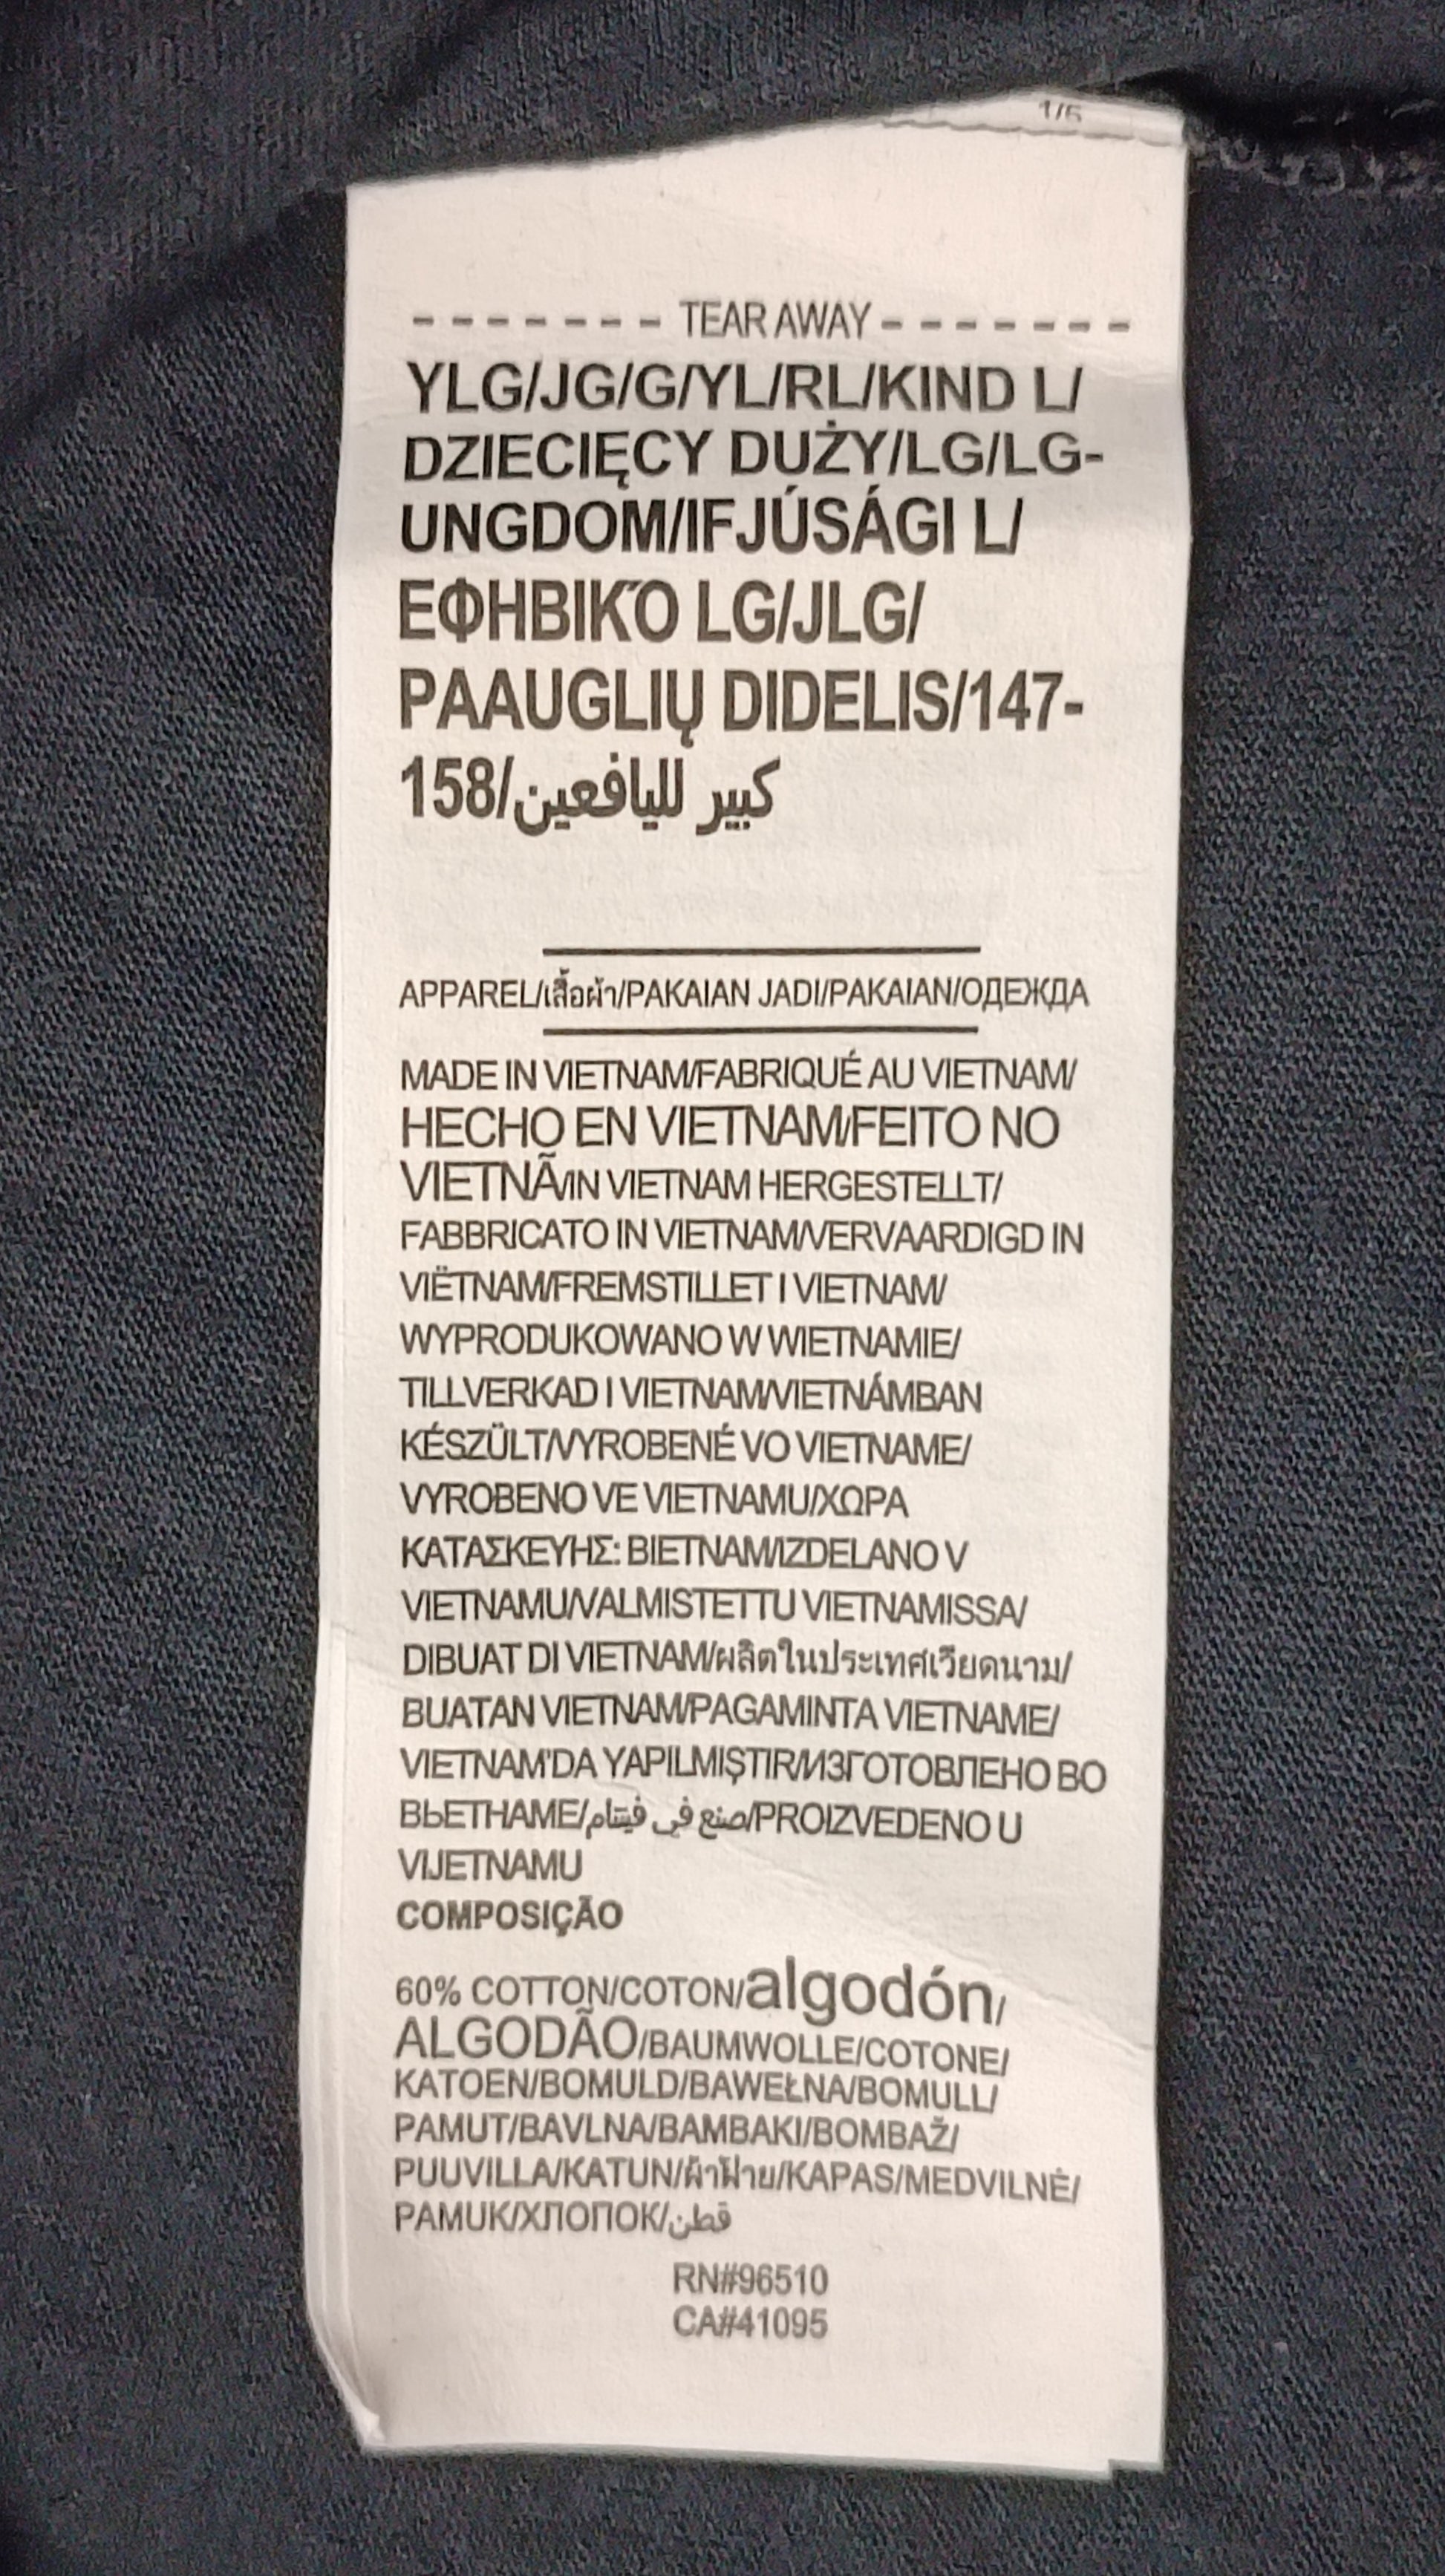 1/6
- - - - - - - TEAR AWAY - - - - - - -
YLG/JG/G/YL/RL/KIND L/
DZIECIĘCY DUŻY/LG/LG-
UNGDOM/IFJÚSÁGI L/
ΕΦΗΒΙΚΌ LG/JLG/
PAAUGLIŲ DIDELIS/147-
158/كبير لليافعين
APPAREL/เสื้อผ้า/PAKAIAN JADI/PAKAIAN/ОДЕЖДА
MADE IN VIETNAM/FABRIQUÉ AU VIETNAM/
HECHO EN VIETNAM/FEITO NO
VIETNÃ/IN VIETNAM HERGESTELLT/
FABBRICATO IN VIETNAM/VERVAARDIGD IN
VIËTNAM/FREMSTILLET I VIETNAM/
WYPRODUKOWANO W WIETNAMIE/
TILLVERKAD I VIETNAM/VIETNÁMBAN
KÉSZÜLT/VYROBENÉ VO VIETNAME/
VYROBENO VE VIETNAMU/ΧΩΡΑ
ΚΑΤΑΣΚΕΥΗΣ: ΒΙΕΤΝΑΜ/IZDELANO V
VIETNAMU/VALMISTETTU VIETNAMISSA/
DIBUAT DI VIETNAM/ผลิตในประเทศเวียดนาม/
BUATAN VIETNAM/PAGAMINTA VIETNAME/
VIETNAM'DA YAPILMIŞTIR/ИЗГОТОВЛЕНО ВО
ВЬЕТНАМЕ/صنع في فيتنام/PROIZVEDENO U
VIJETNAMU
COMPOSIÇÃO
60% COTTON/COTON/algodón/
ALGODÃO/BAUMWOLLE/COTONE/
KATOEN/BOMULD/BAWEŁNA/BOMULL/
PAMUT/BAVLNA/BAMBAKI/BOMBAŽ/
PUUVILLA/KATUN/ผ้าฝ้าย/KAPAS/MEDVILNĖ/
PAMUK/ХЛОПОК/قطن
RN#96510
CA#41095